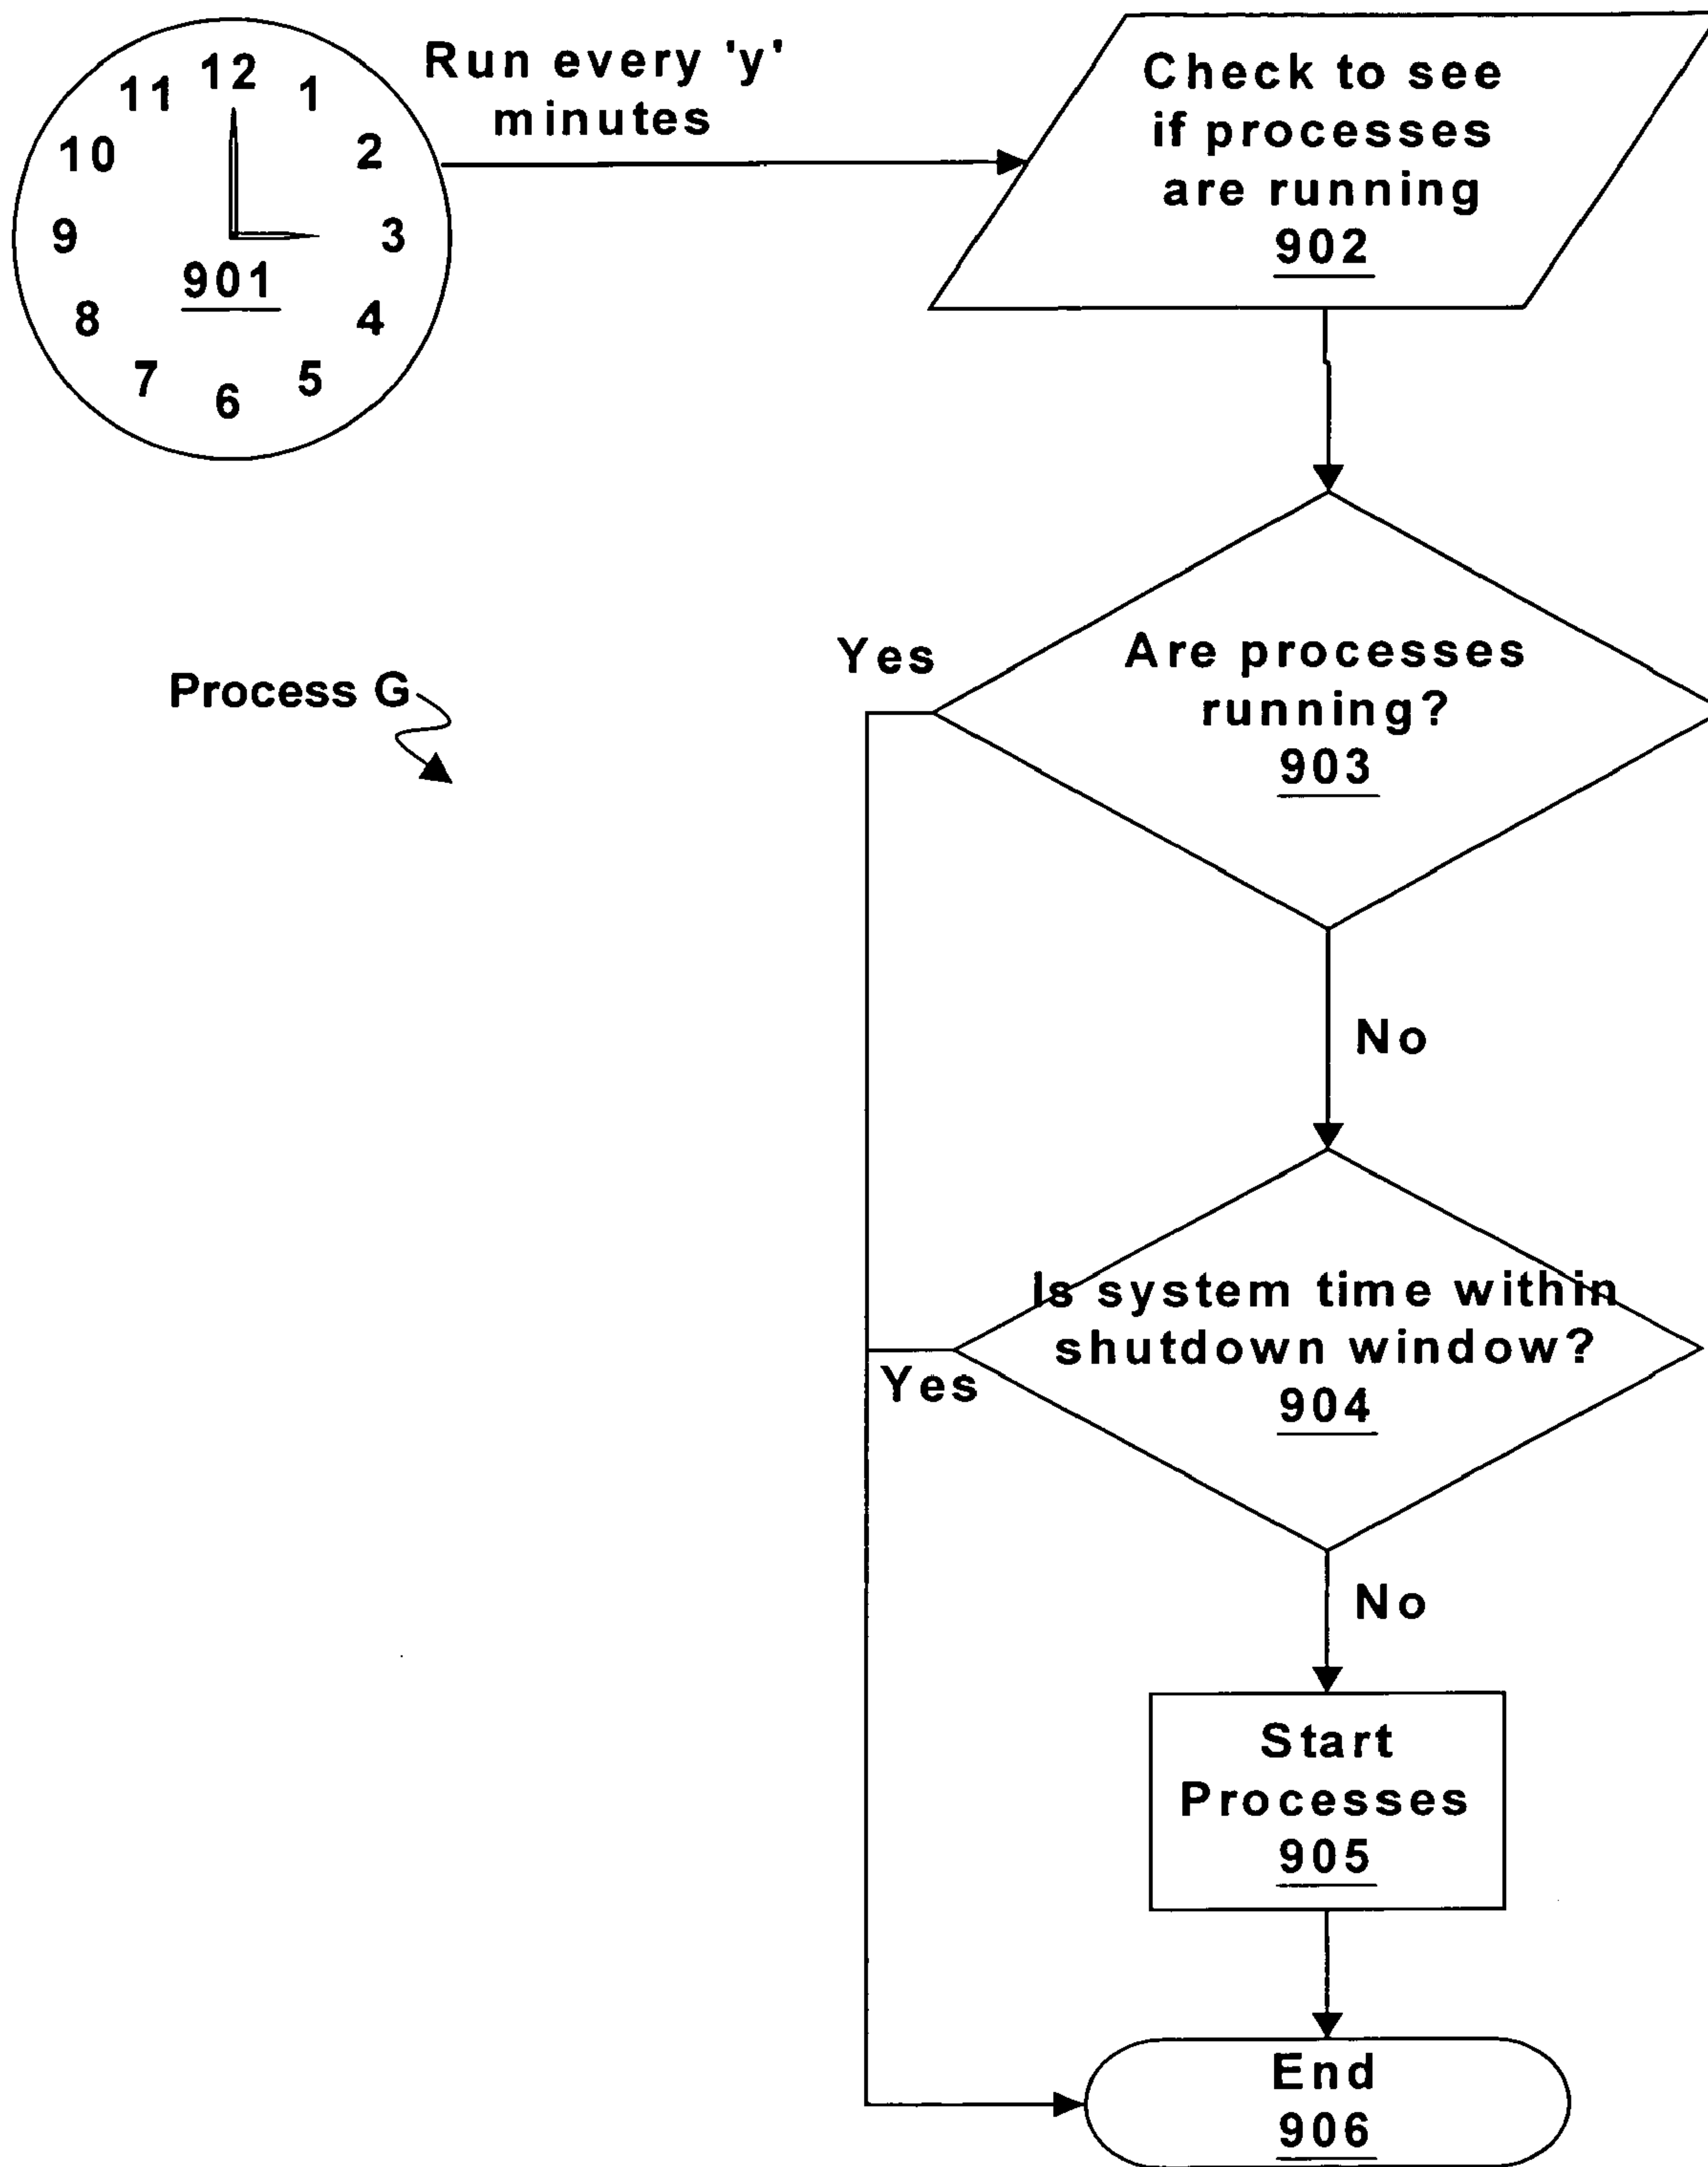 12
11
1
10
2
9
3
901
8
4
7
5
6
Run every 'y'
minutes
Check to see
if processes
are running
902
Process G
Yes
Are processes
running?
903
No
Is system time within
shutdown window?
904
Yes
No
Start
Processes
905
End
906